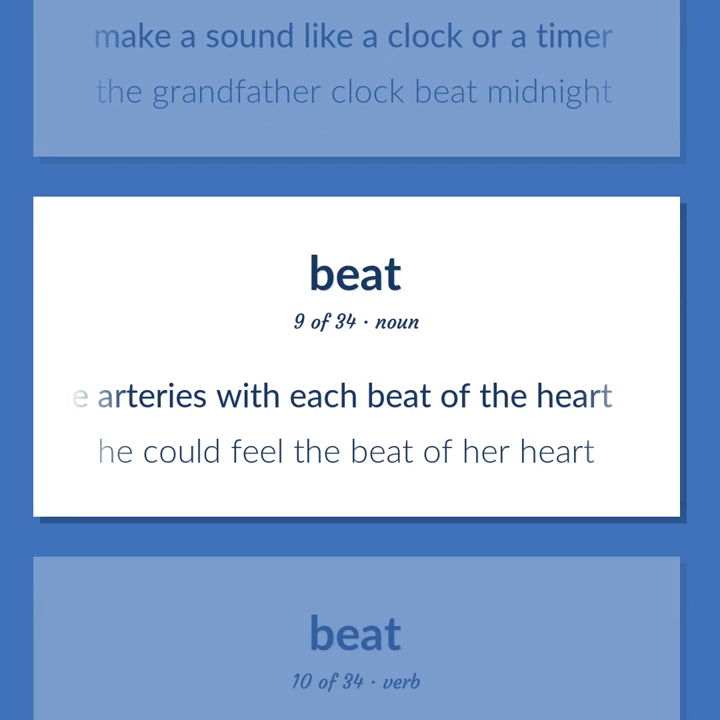 make a sound like a clock or a timer
the grandfather clock beat midnight
beat
9 of 34 · noun
e arteries with each beat of the heart
he could feel the beat of her heart
beat
10 of 34 · verb